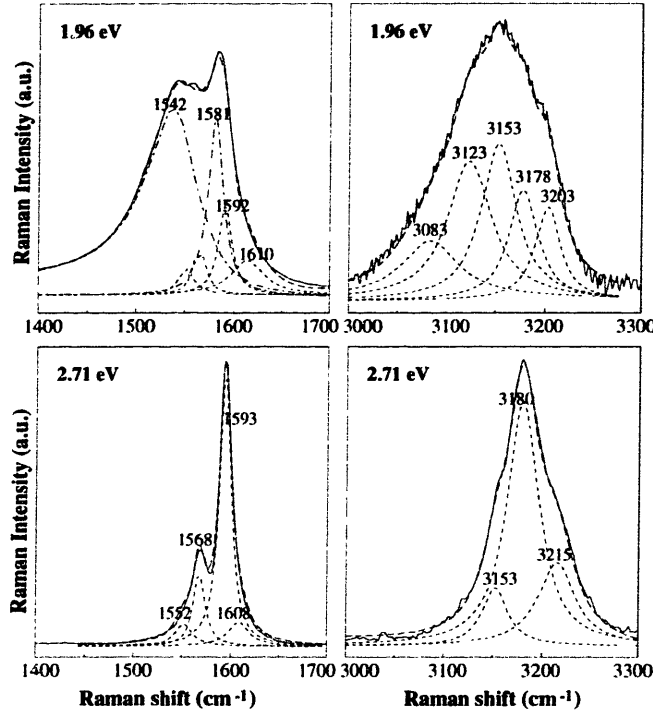 1.96 eV
1542
1581
1592
1610
Raman Intensity (a.u.)
1400 1500 1600 1700
1.96 eV
3083
3123
3153
3178
3203
3000 3100 3200 3300
2.71 eV
1552
1568
1593
1608
Raman Intensity (a.u.)
1400 1500 1600 1700
Raman shift (cm-1)
2.71 eV
3153
3180
3215
3000 3100 3200 3300
Raman shift (cm-1)